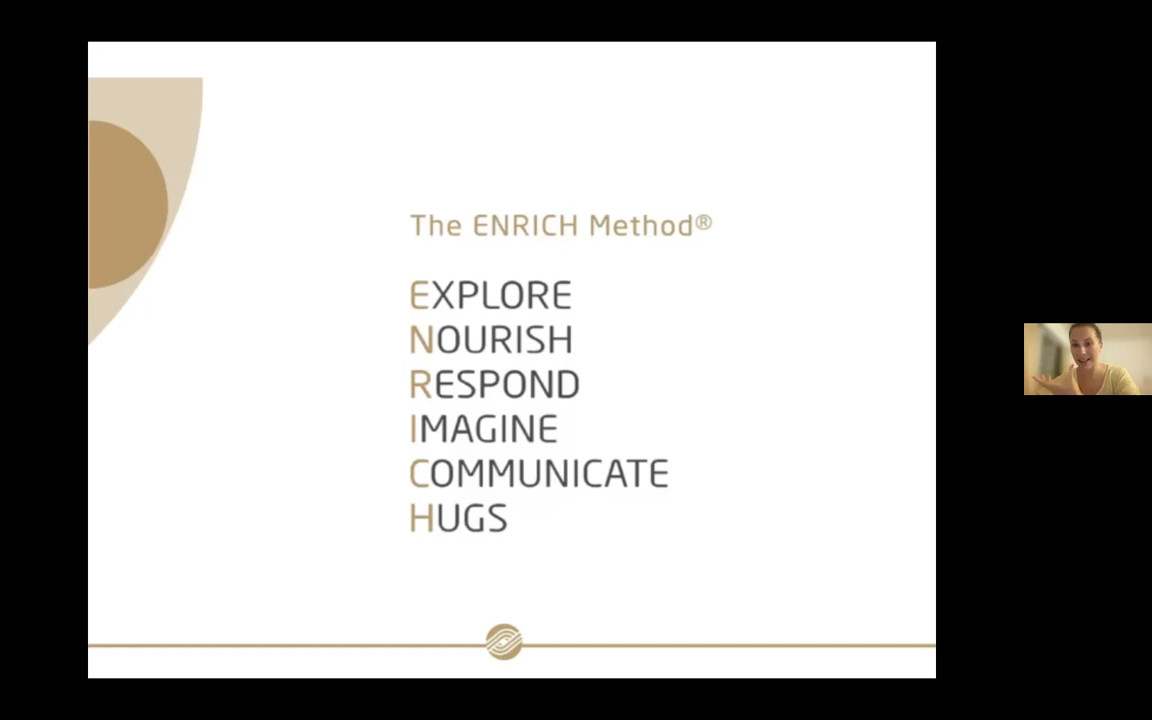 The ENRICH Method®
EXPLORE
NOURISH
RESPOND
IMAGINE
COMMUNICATE
HUGS